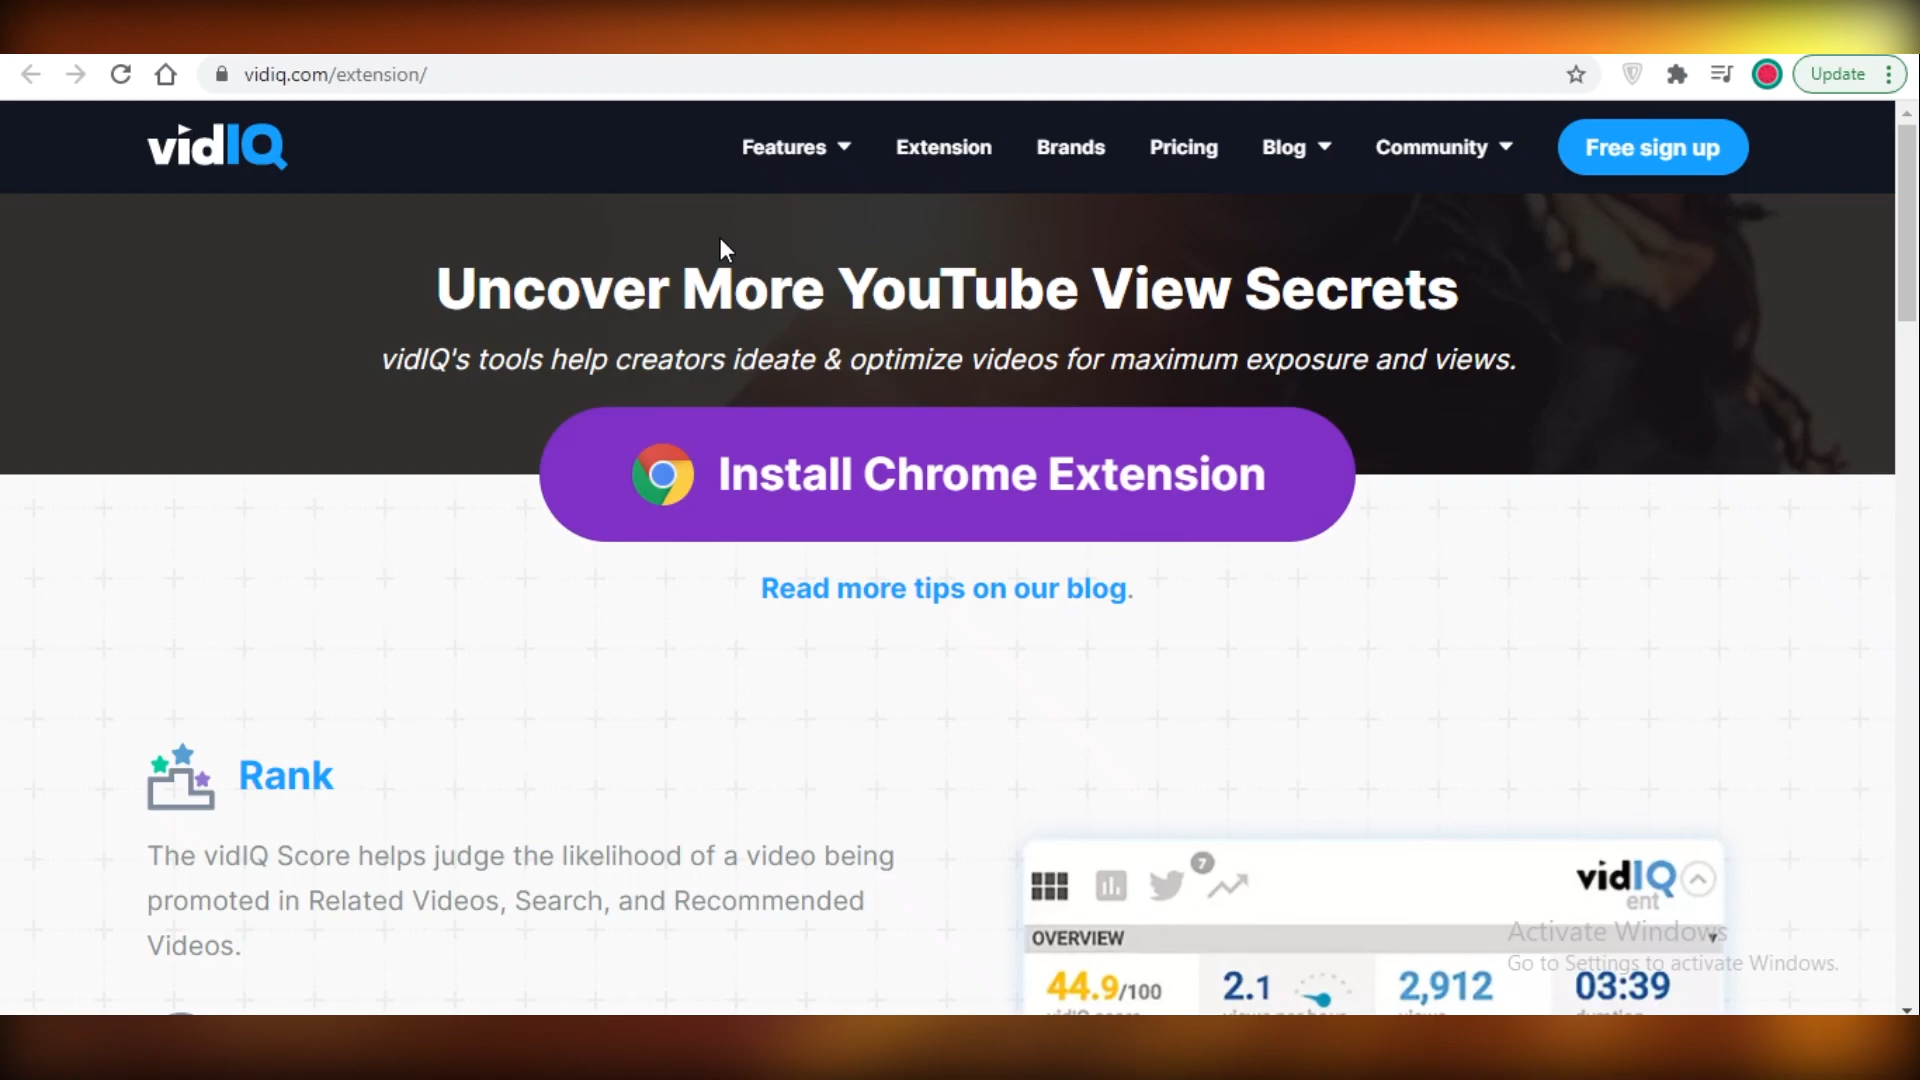 vidiq.com/extension/
Update
vidIQ
Features
Extension
Brands
Pricing
Blog
Community
Free sign up
Uncover More YouTube View Secrets
vidIQ's tools help creators ideate & optimize videos for maximum exposure and views.
Install Chrome Extension
Read more tips on our blog.
Rank
The vidIQ Score helps judge the likelihood of a video being
promoted in Related Videos, Search, and Recommended
Videos.
7
vidIQ
ent
OVERVIEW
44.9/100
2.1
2,912
03:39
Activate Windows
Go to Settings to activate Windows.